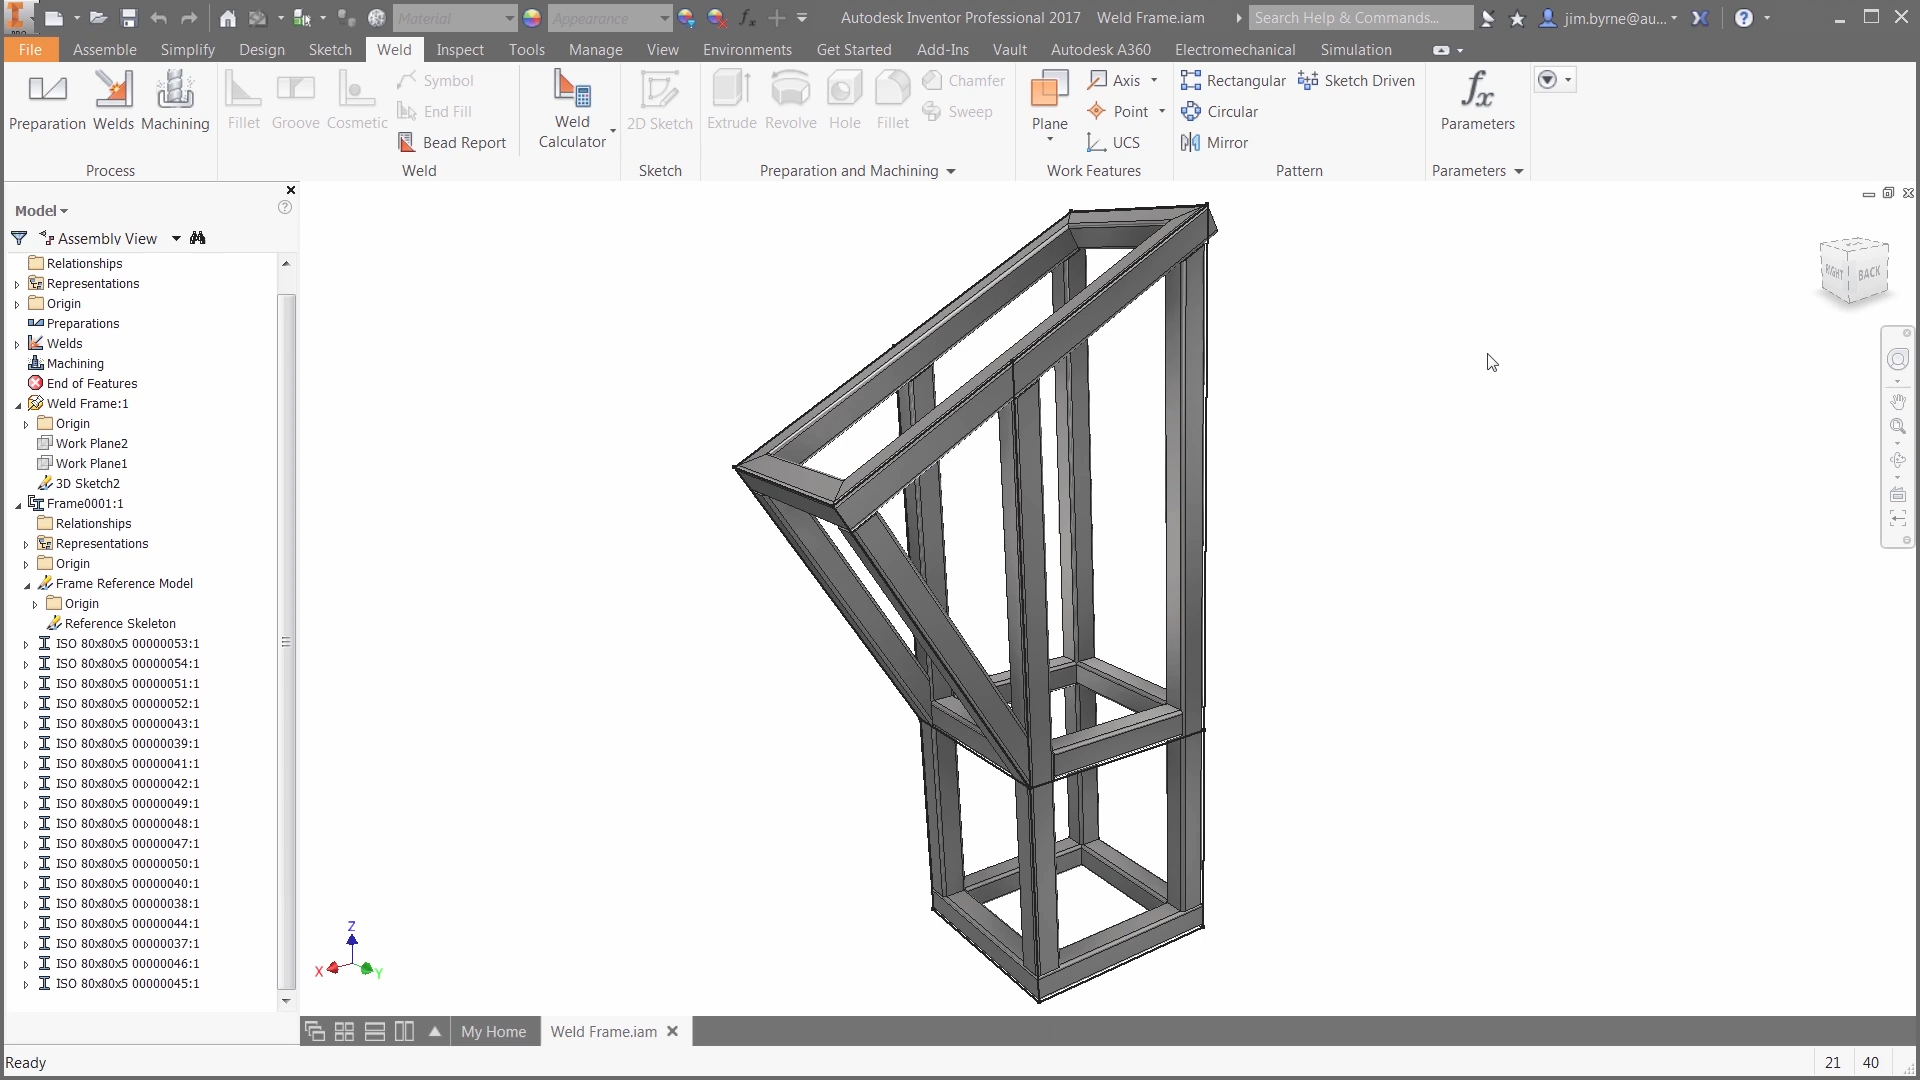 PRO Material Appearance fx Autodesk Inventor Professional 2017 Weld Frame.iam Search Help & Commands... jim.byrne@au... ?
File Assemble Simplify Design Sketch Weld Inspect Tools Manage View Environments Get Started Add-Ins Vault Autodesk A360 Electromechanical Simulation
Symbol Chamfer Axis Rectangular Sketch Driven fx
End Fill Sweep Point Circular
Preparation Welds Machining Fillet Groove Cosmetic Weld 2D Sketch Extrude Revolve Hole Fillet Plane Parameters
Bead Report Calculator UCS Mirror
Process Weld Sketch Preparation and Machining Work Features Pattern Parameters
Model ?
Assembly View
Relationships
Representations
Origin
Preparations
Welds
Machining
End of Features
Weld Frame:1
Origin
Work Plane2
Work Plane1
3D Sketch2
Frame0001:1
Relationships
Representations
Origin
Frame Reference Model
Origin
Reference Skeleton
ISO 80x80x5 00000053:1
ISO 80x80x5 00000054:1
ISO 80x80x5 00000051:1
ISO 80x80x5 00000052:1
ISO 80x80x5 00000043:1
ISO 80x80x5 00000039:1
ISO 80x80x5 00000041:1
ISO 80x80x5 00000042:1
ISO 80x80x5 00000049:1
ISO 80x80x5 00000048:1
ISO 80x80x5 00000047:1
ISO 80x80x5 00000050:1
ISO 80x80x5 00000040:1
ISO 80x80x5 00000038:1
ISO 80x80x5 00000044:1
ISO 80x80x5 00000037:1
ISO 80x80x5 00000046:1
ISO 80x80x5 00000045:1
RIGHT BACK
Z
X Y
My Home Weld Frame.iam
Ready 21 40